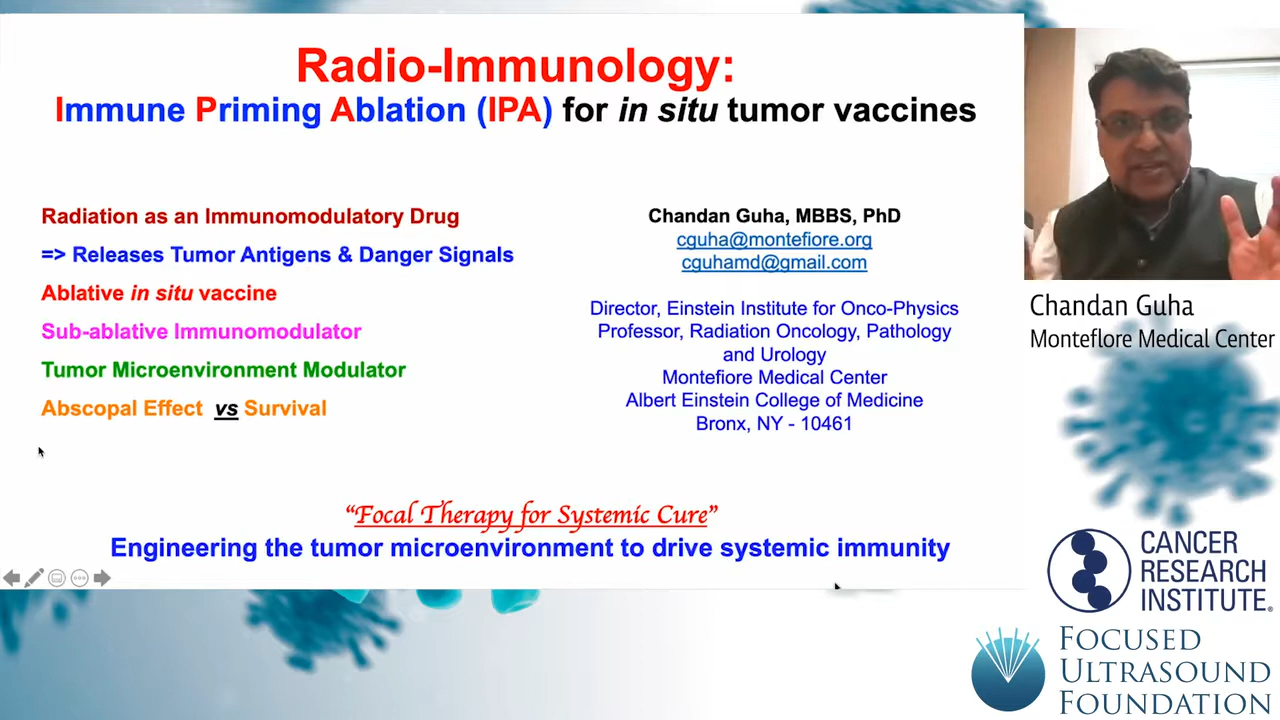 Radio-Immunology:
Immune Priming Ablation (IPA) for in situ tumor vaccines
Radiation as an Immunomodulatory Drug
=> Releases Tumor Antigens & Danger Signals
Ablative in situ vaccine
Sub-ablative Immunomodulator
Tumor Microenvironment Modulator
Abscopal Effect vs Survival
Chandan Guha, MBBS, PhD
cguha@montefiore.org
cguhamd@gmail.com
Director, Einstein Institute for Onco-Physics
Professor, Radiation Oncology, Pathology
and Urology
Montefiore Medical Center
Albert Einstein College of Medicine
Bronx, NY - 10461
“Focal Therapy for Systemic Cure”
Engineering the tumor microenvironment to drive systemic immunity
Chandan Guha
Monteflore Medical Center
CANCER
RESEARCH
INSTITUTE®
FOCUSED
ULTRASOUND
FOUNDATION